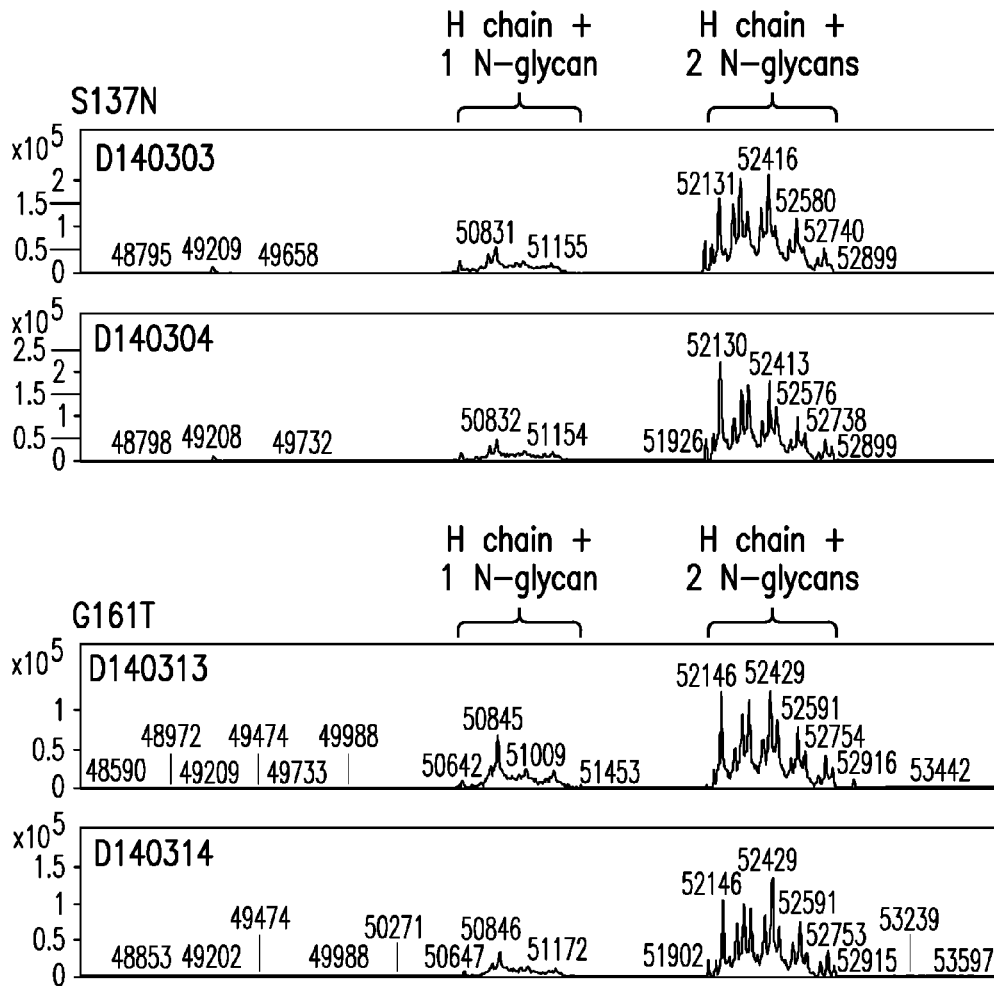 H chain + H chain +
1 N-glycan 2 N-glycans
S137N
x10^5
D140303
2
1.5
1
0.5
0
48795 49209 49658 50831 51155 52131 52416 52580 52740 52899
x10^5
D140304
2.5
2
1.5
1
0.5
0
48798 49208 49732 50832 51154 51926 52130 52413 52576 52738 52899
H chain + H chain +
1 N-glycan 2 N-glycans
G161T
x10^5
D140313
1
0.5
0
48590 48972 49209 49474 49733 49988 50642 50845 51009 51453 52146 52429 52591 52754 52916 53442
x10^5
D140314
1.5
1
0.5
0
48853 49202 49474 49988 50271 50647 50846 51172 51902 52146 52429 52591 52753 52915 53239 53597